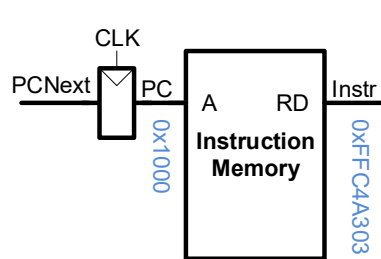 CLK
PCNext
PC
A
RD
Instr
Instruction
Memory
0x1000
0xFFC4A303